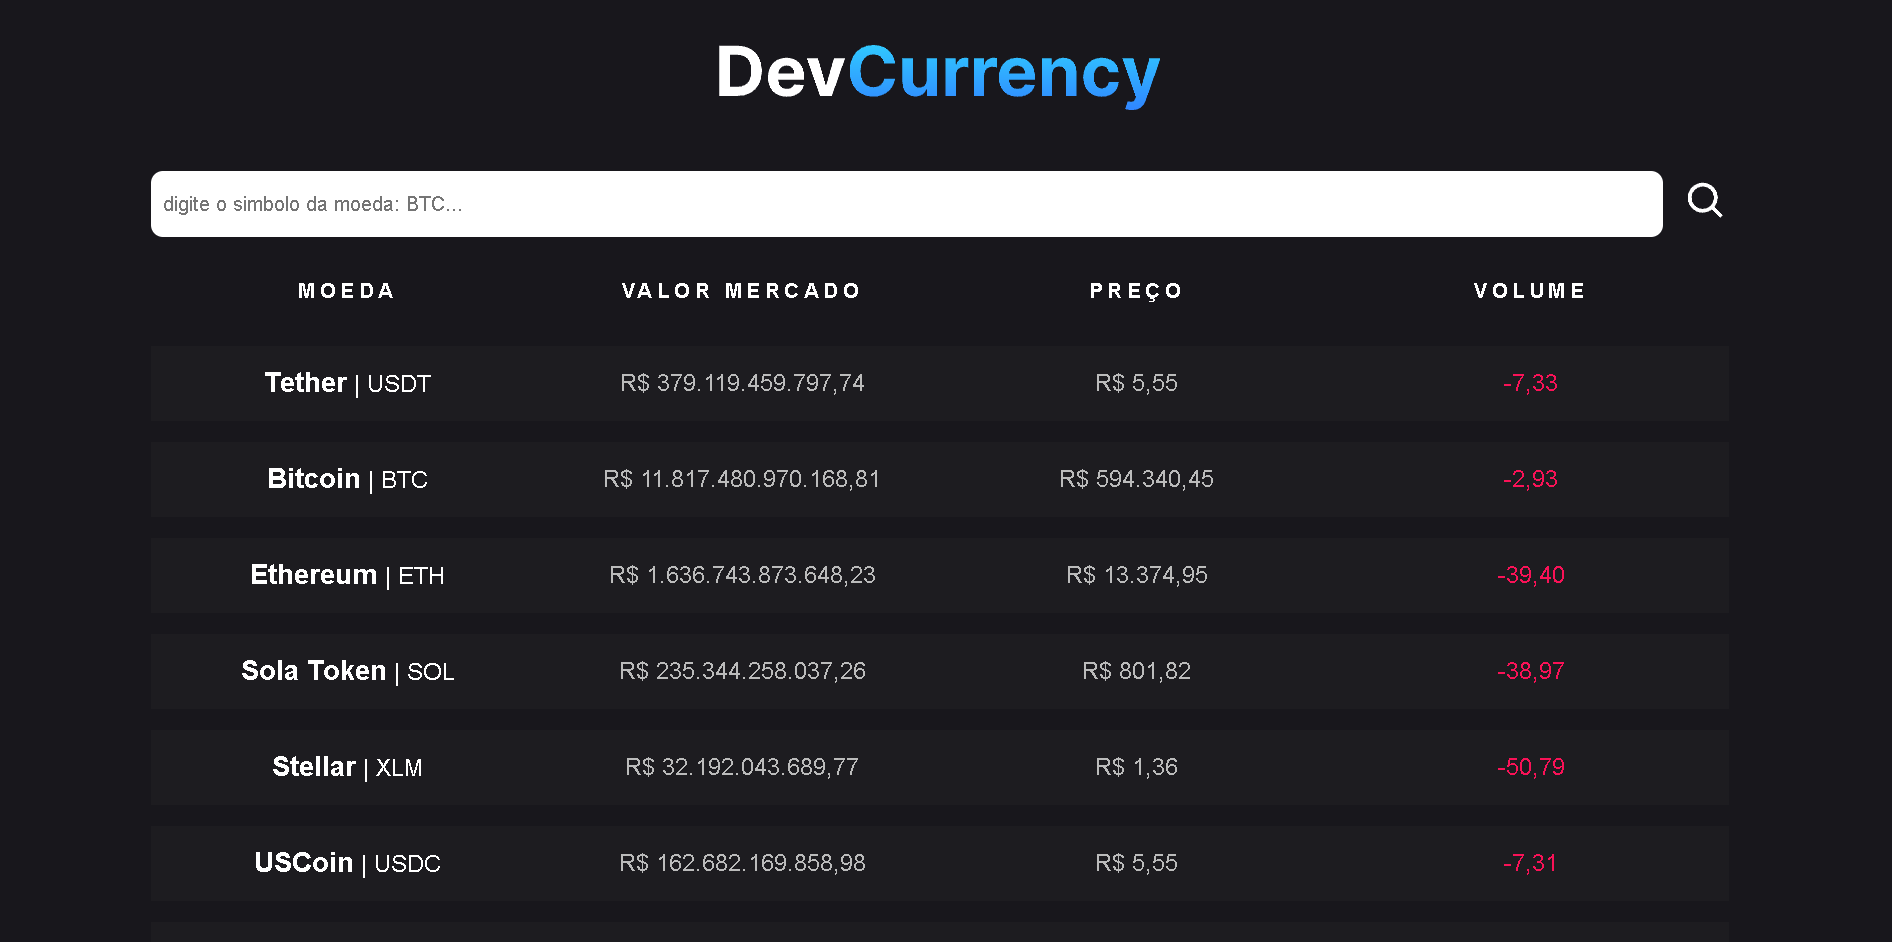 DevCurrency
digite o simbolo da moeda: BTC...
MOEDA VALOR MERCADO PREÇO VOLUME
Tether | USDT R$ 379.119.459.797,74 R$ 5,55 -7,33
Bitcoin | BTC R$ 11.817.480.970.168,81 R$ 594.340,45 -2,93
Ethereum | ETH R$ 1.636.743.873.648,23 R$ 13.374,95 -39,40
Sola Token | SOL R$ 235.344.258.037,26 R$ 801,82 -38,97
Stellar | XLM R$ 32.192.043.689,77 R$ 1,36 -50,79
USCoin | USDC R$ 162.682.169.858,98 R$ 5,55 -7,31